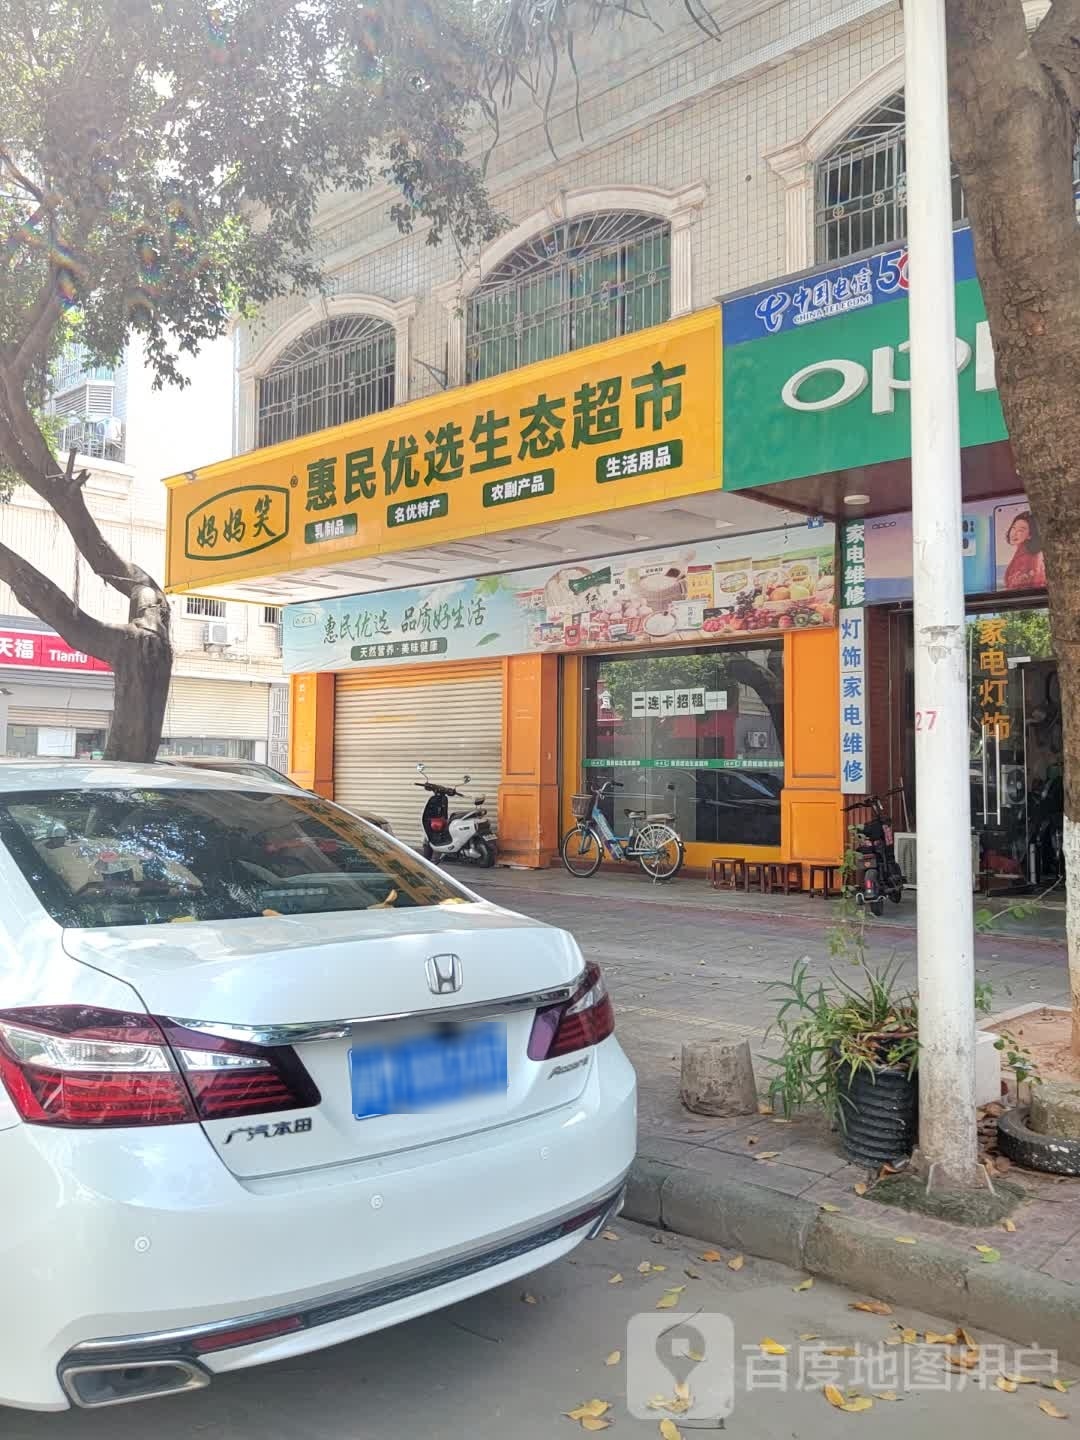 中国电信 5G
CHINA TELECOM
OPP
妈妈笑®
惠民优选生态超市
乳制品
名优特产
农副产品
生活用品
惠民优选 品质好生活
天然营养·美味健康
二连卡招租
家电维修
灯饰家电维修
家电灯饰
天福
Tianfu
27
广汽本田
Accord
百度地图用户